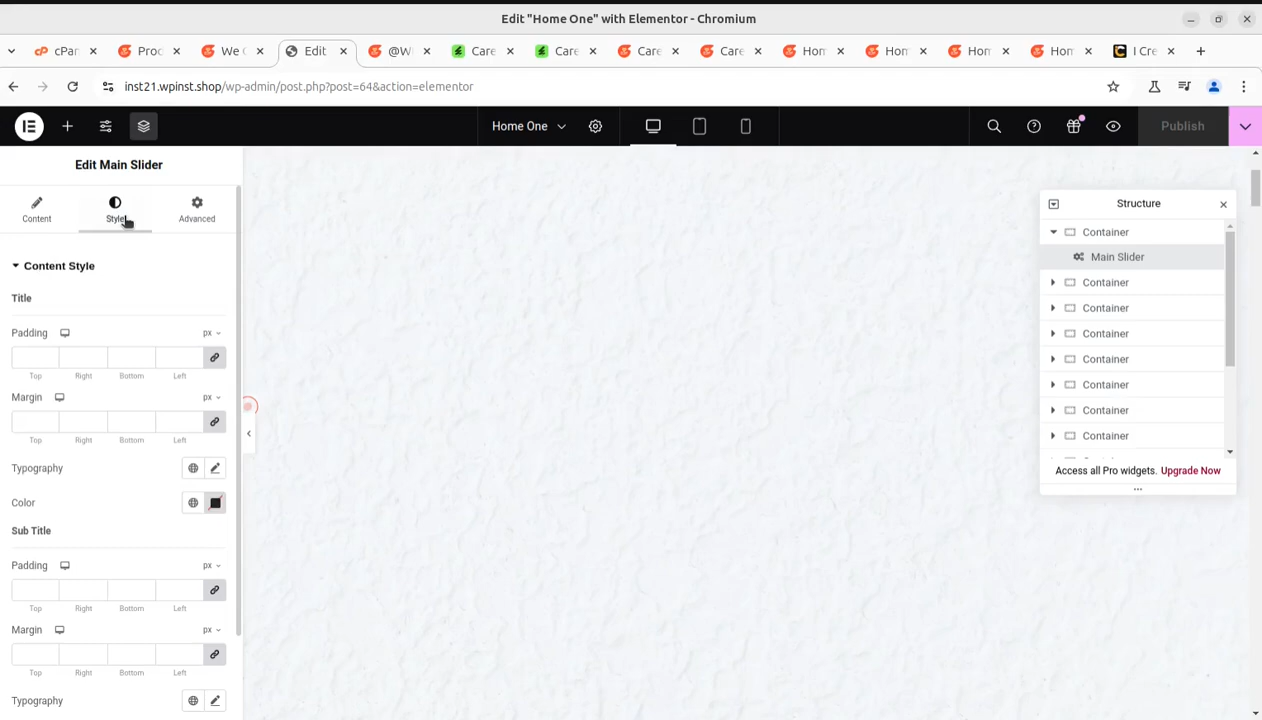 Edit "Home One" with Elementor - Chromium
cPan
Proc
We C
Edit
@W
Care
Care
Care
Care
Hom
Hom
Hom
Hom
I Cre
inst21.wpinst.shop/wp-admin/post.php?post=64&action=elementor
Home One
Publish
Edit Main Slider
Content
Style
Advanced
Content Style
Title
Padding
px
Top
Right
Bottom
Left
Margin
px
Top
Right
Bottom
Left
Typography
Color
Sub Title
Padding
px
Top
Right
Bottom
Left
Margin
px
Top
Right
Bottom
Left
Typography
Structure
Container
Main Slider
Container
Container
Container
Container
Container
Container
Container
Access all Pro widgets. Upgrade Now